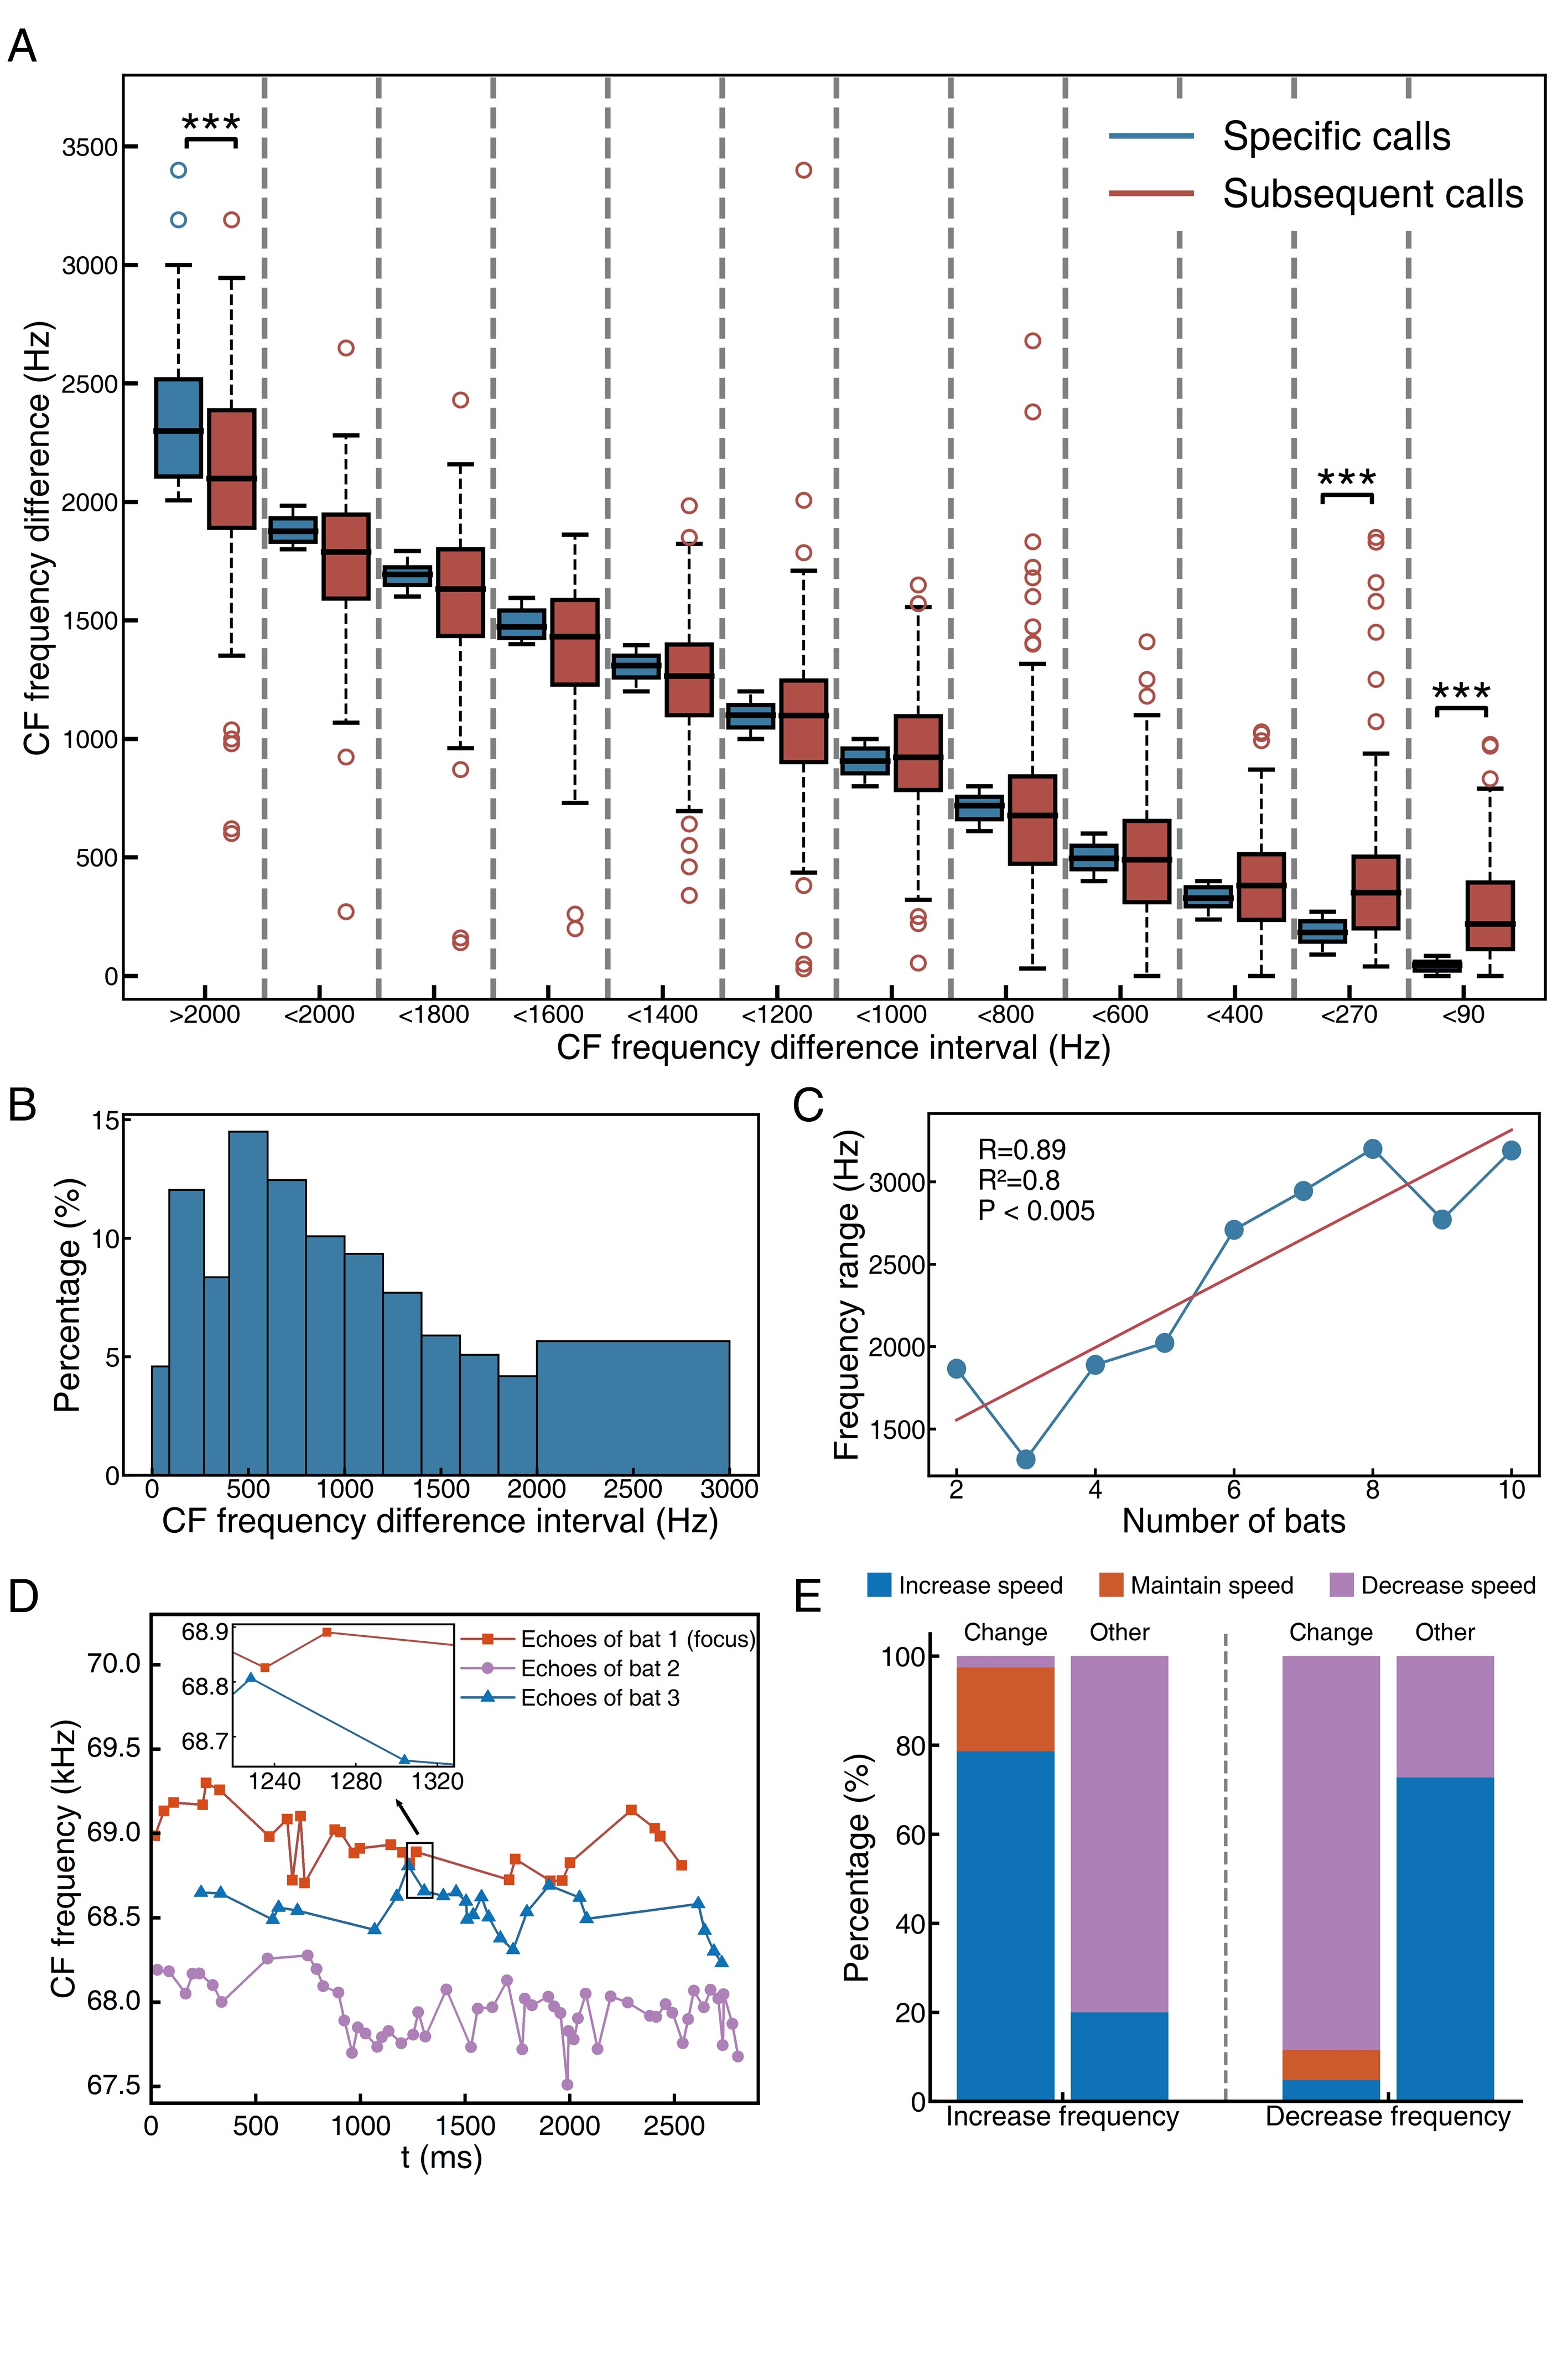 A
***
3500
Specific calls
Subsequent calls
3000
2500
2000
1500
1000
500
0
***
***
CF frequency difference (Hz)
>2000 <2000 <1800 <1600 <1400 <1200 <1000 <800 <600 <400 <270 <90
CF frequency difference interval (Hz)
B
15
10
5
0
Percentage (%)
0 500 1000 1500 2000 2500 3000
CF frequency difference interval (Hz)
C
R=0.89
R²=0.8
P < 0.005
3000
2500
2000
1500
Frequency range (Hz)
2 4 6 8 10
Number of bats
D
68.9
68.8
68.7
1240 1280 1320
Echoes of bat 1 (focus)
Echoes of bat 2
Echoes of bat 3
70.0
69.5
69.0
68.5
68.0
67.5
CF frequency (kHz)
0 500 1000 1500 2000 2500
t (ms)
E
Increase speed Maintain speed Decrease speed
Change Other Change Other
100
80
60
40
20
0
Percentage (%)
Increase frequency Decrease frequency